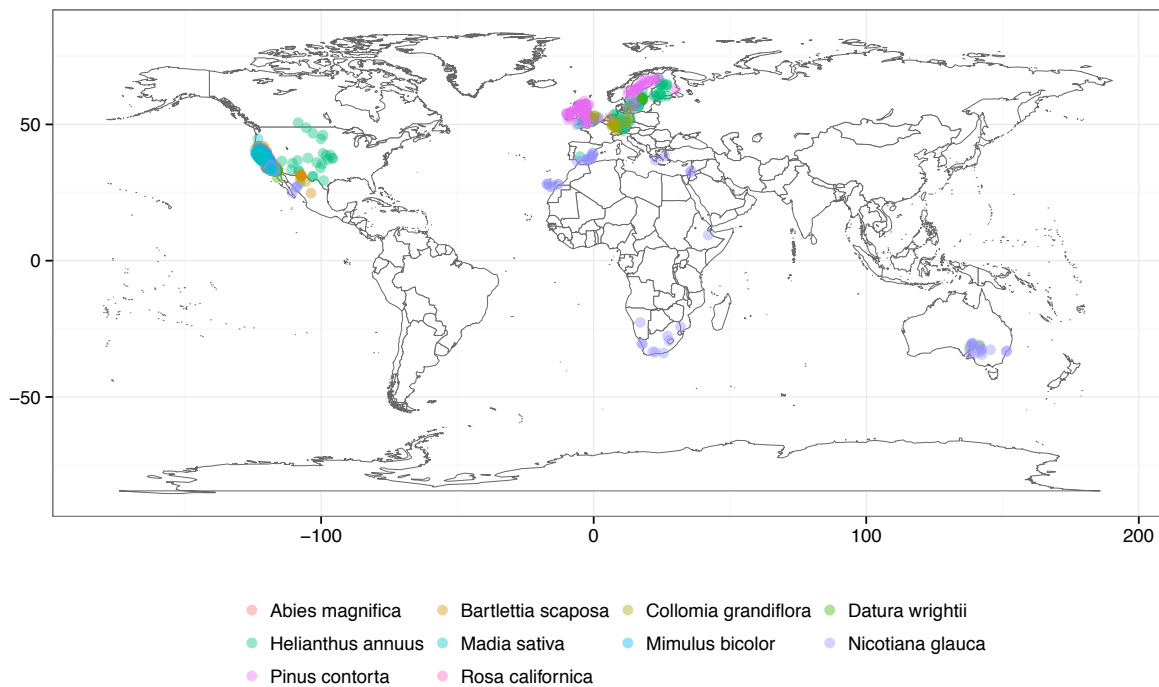 50
0
−50
−100
0
100
200
Abies magnifica
Bartlettia scaposa
Collomia grandiflora
Datura wrightii
Helianthus annuus
Madia sativa
Mimulus bicolor
Nicotiana glauca
Pinus contorta
Rosa californica